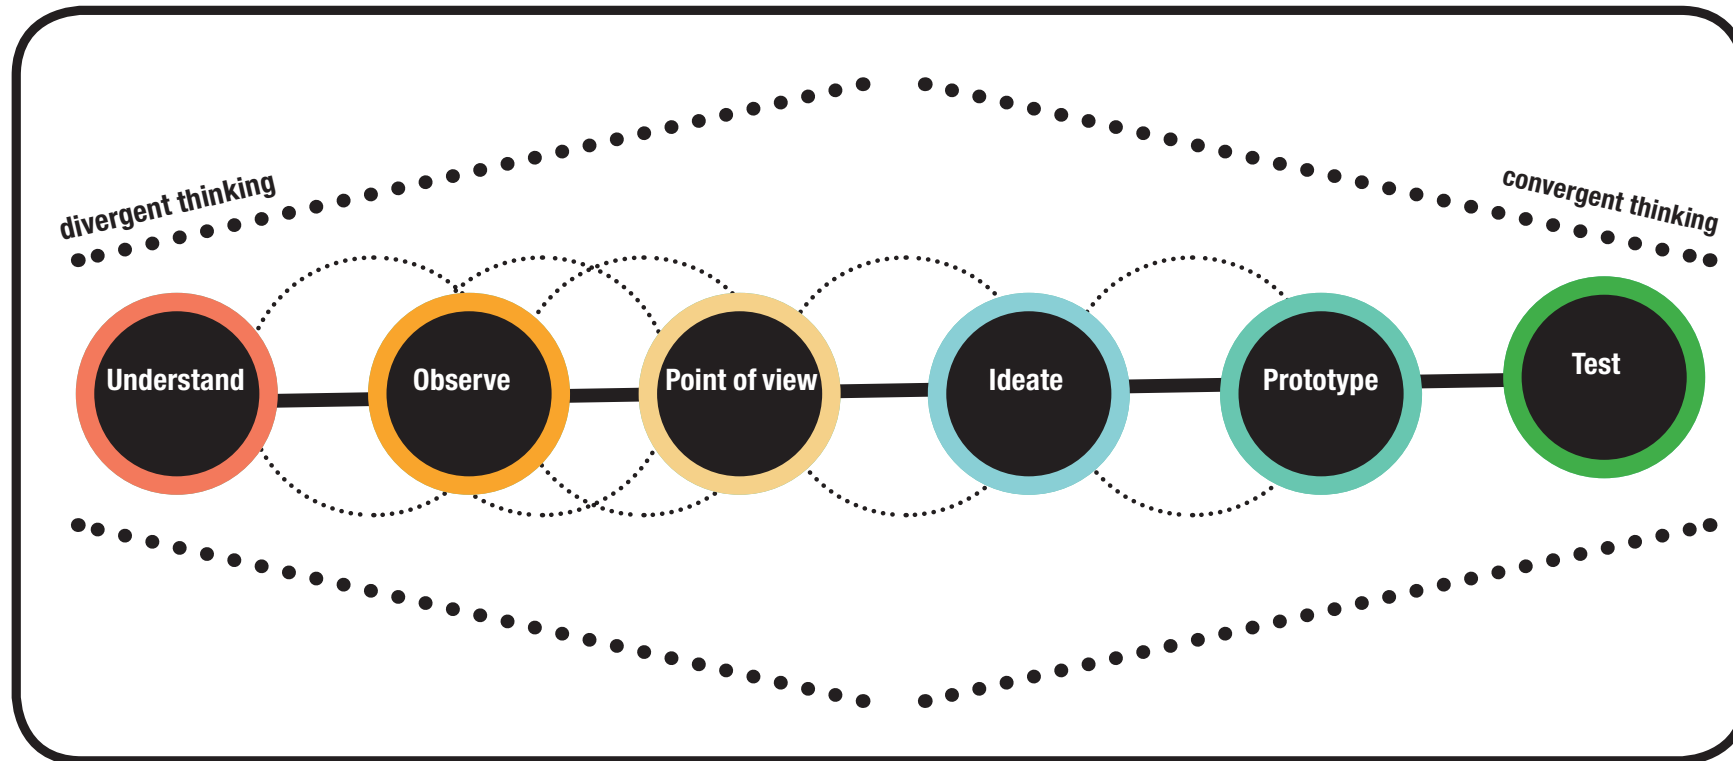 divergent thinking
convergent thinking
Understand
Observe
Point of view
Ideate
Prototype
Test